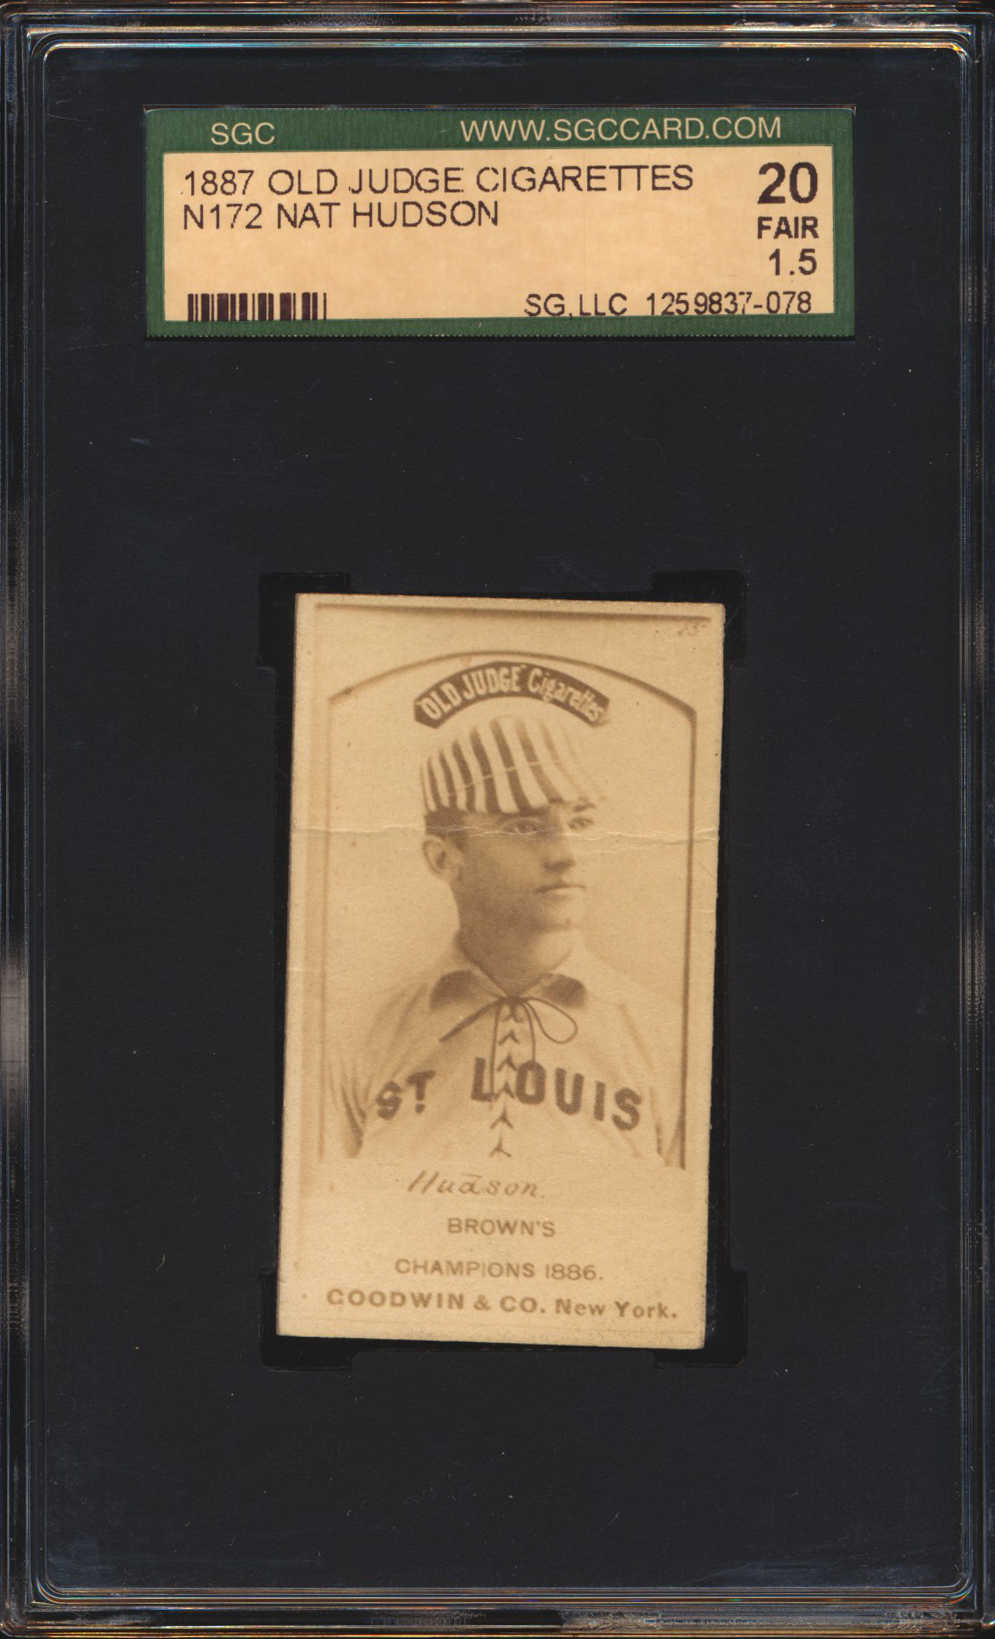 SGC WWW.SGCCARD.COM
1887 OLD JUDGE CIGARETTES 20
N172 NAT HUDSON FAIR
1.5
SG,LLC 1259837-078
"OLD JUDGE" Cigarettes
ST LOUIS
Hudson.
BROWN'S
CHAMPIONS 1886.
GOODWIN & CO. New York.